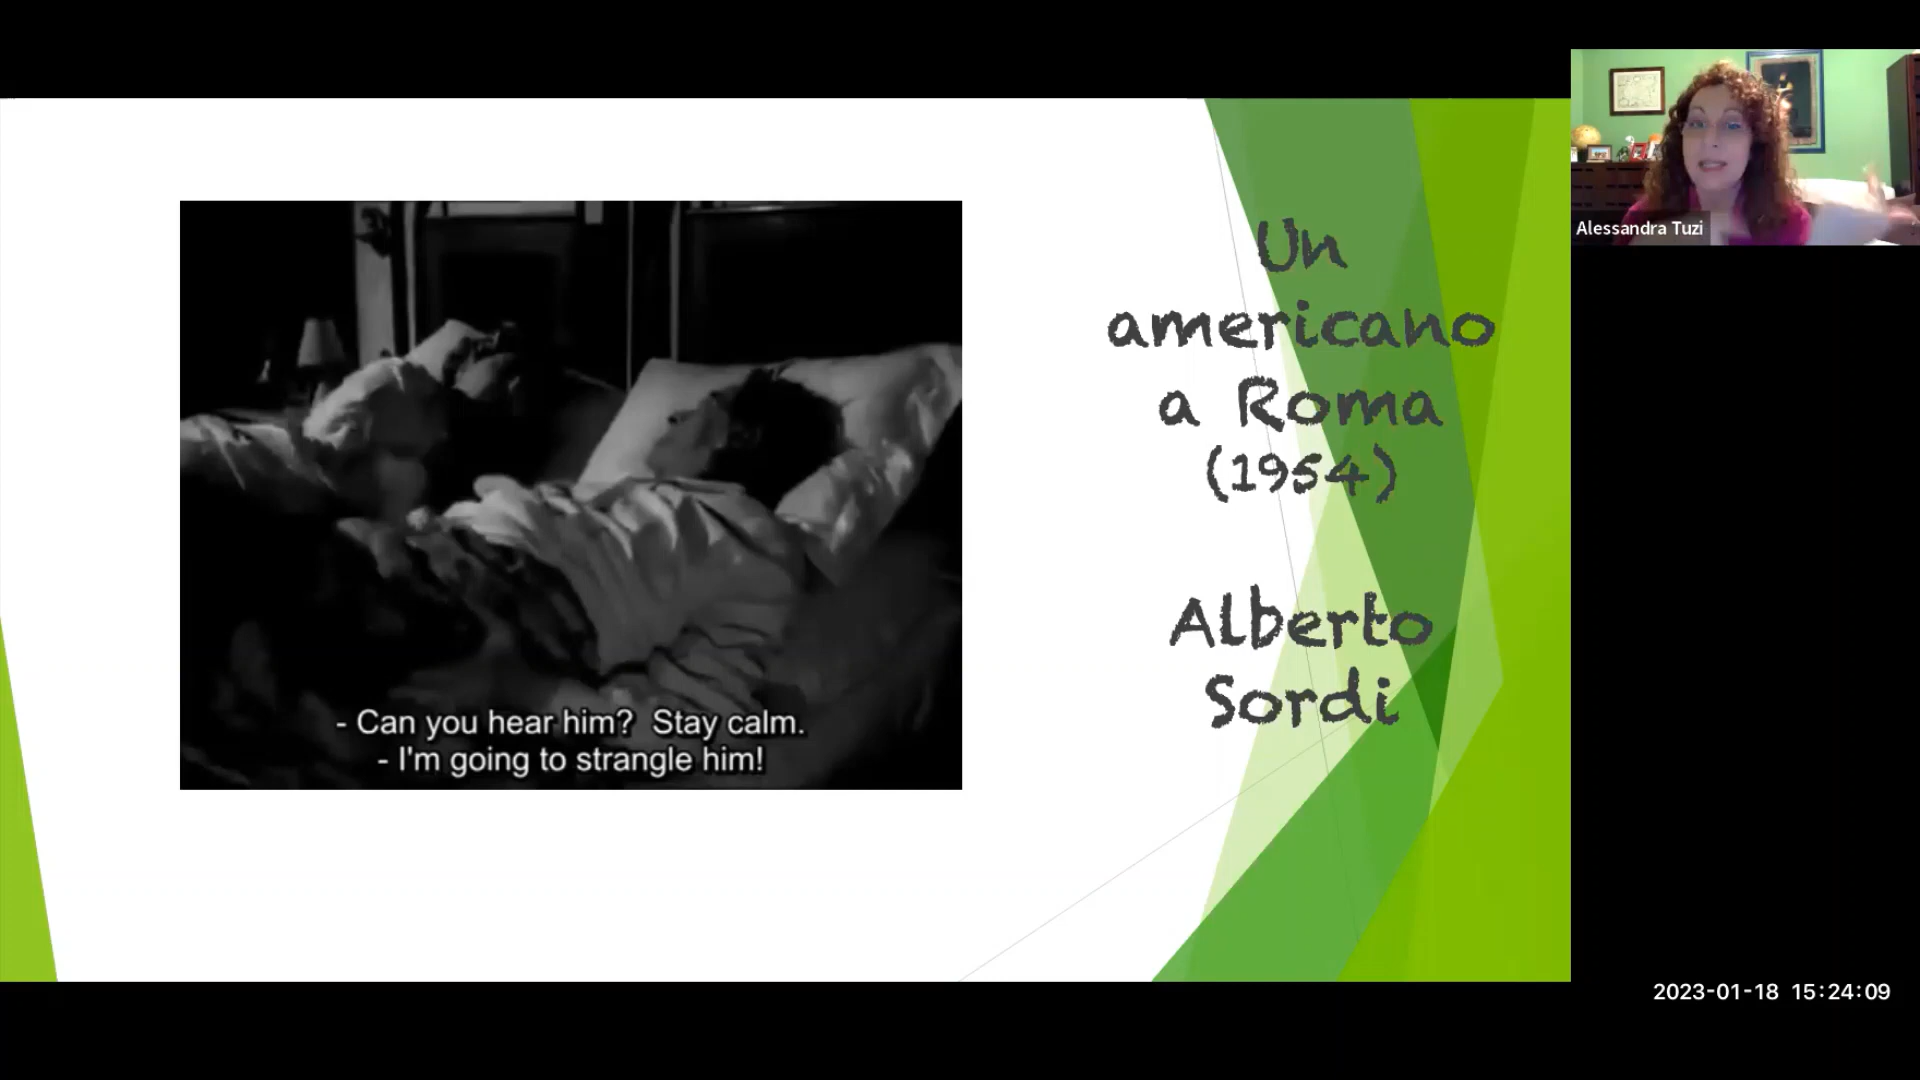 - Can you hear him?  Stay calm.
- I'm going to strangle him!
Un
americano
a Roma
(1954)
Alberto
Sordi
Alessandra Tuzi
2023-01-18 15:24:09